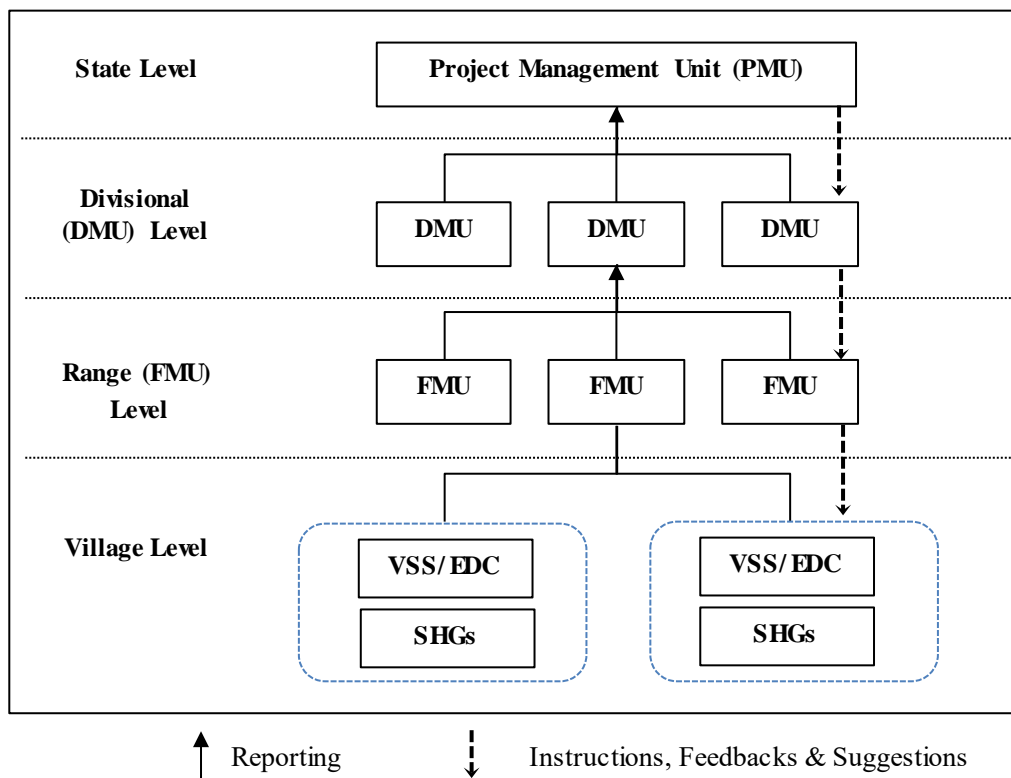 State Level
Project Management Unit (PMU)
Divisional
(DMU) Level
DMU
DMU
DMU
Range (FMU)
Level
FMU
FMU
FMU
Village Level
VSS/EDC
VSS/EDC
SHGs
SHGs
Reporting
Instructions, Feedbacks & Suggestions